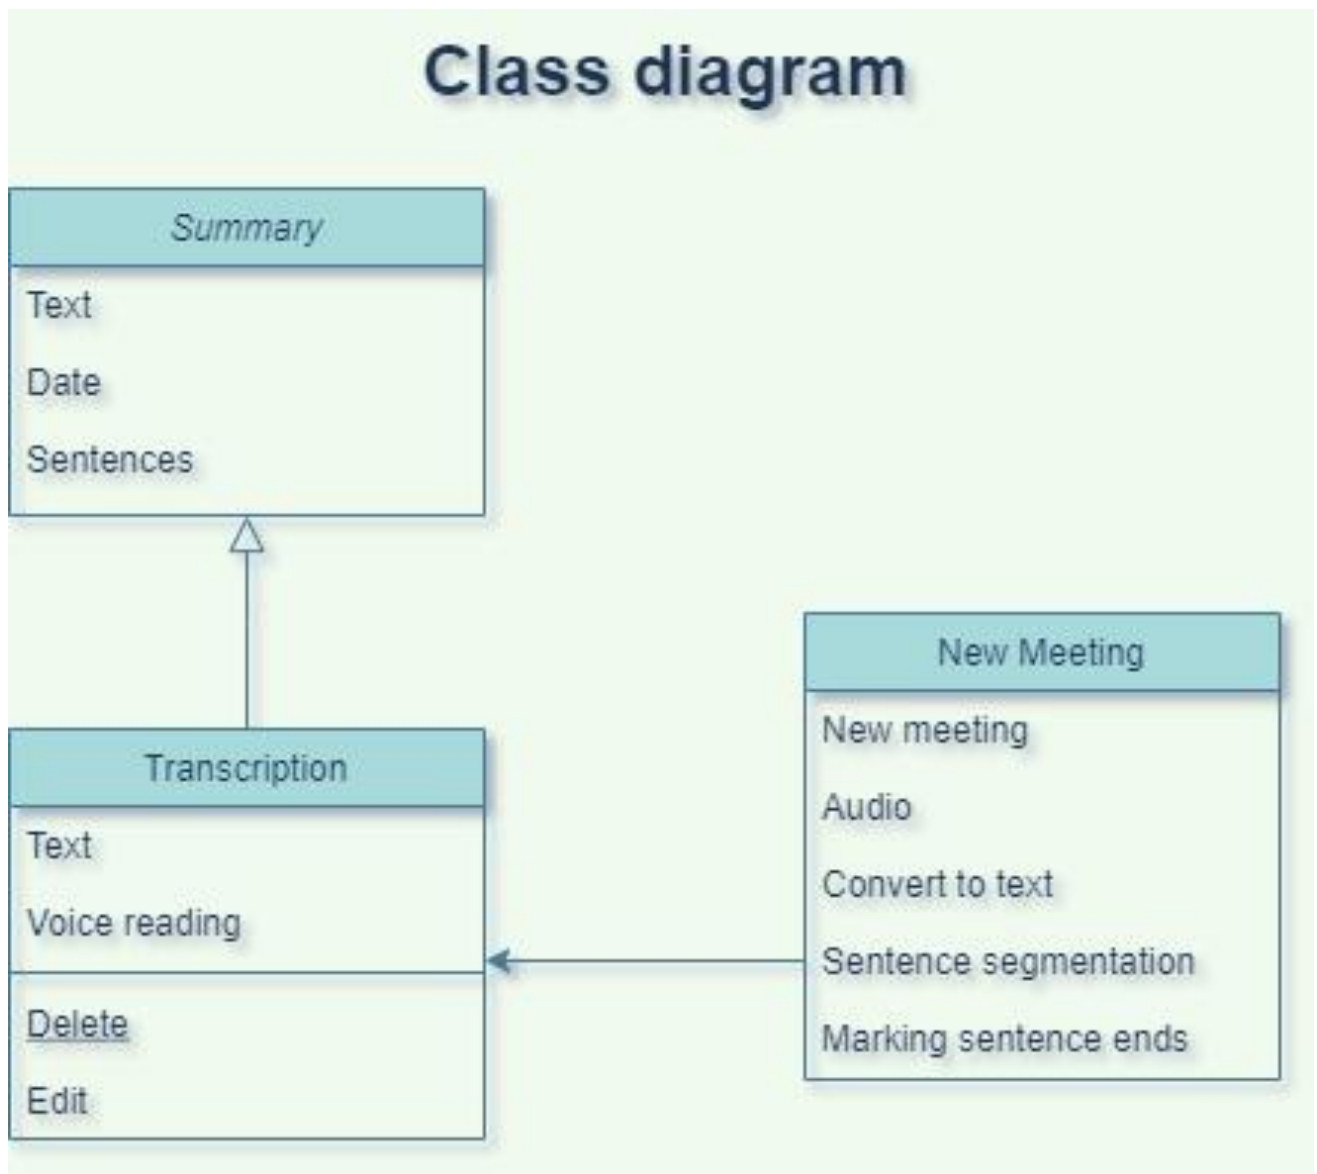 Class diagram
Summary
Text
Date
Sentences
Transcription
Text
Voice reading
Delete
Edit
New Meeting
New meeting
Audio
Convert to text
Sentence segmentation
Marking sentence ends